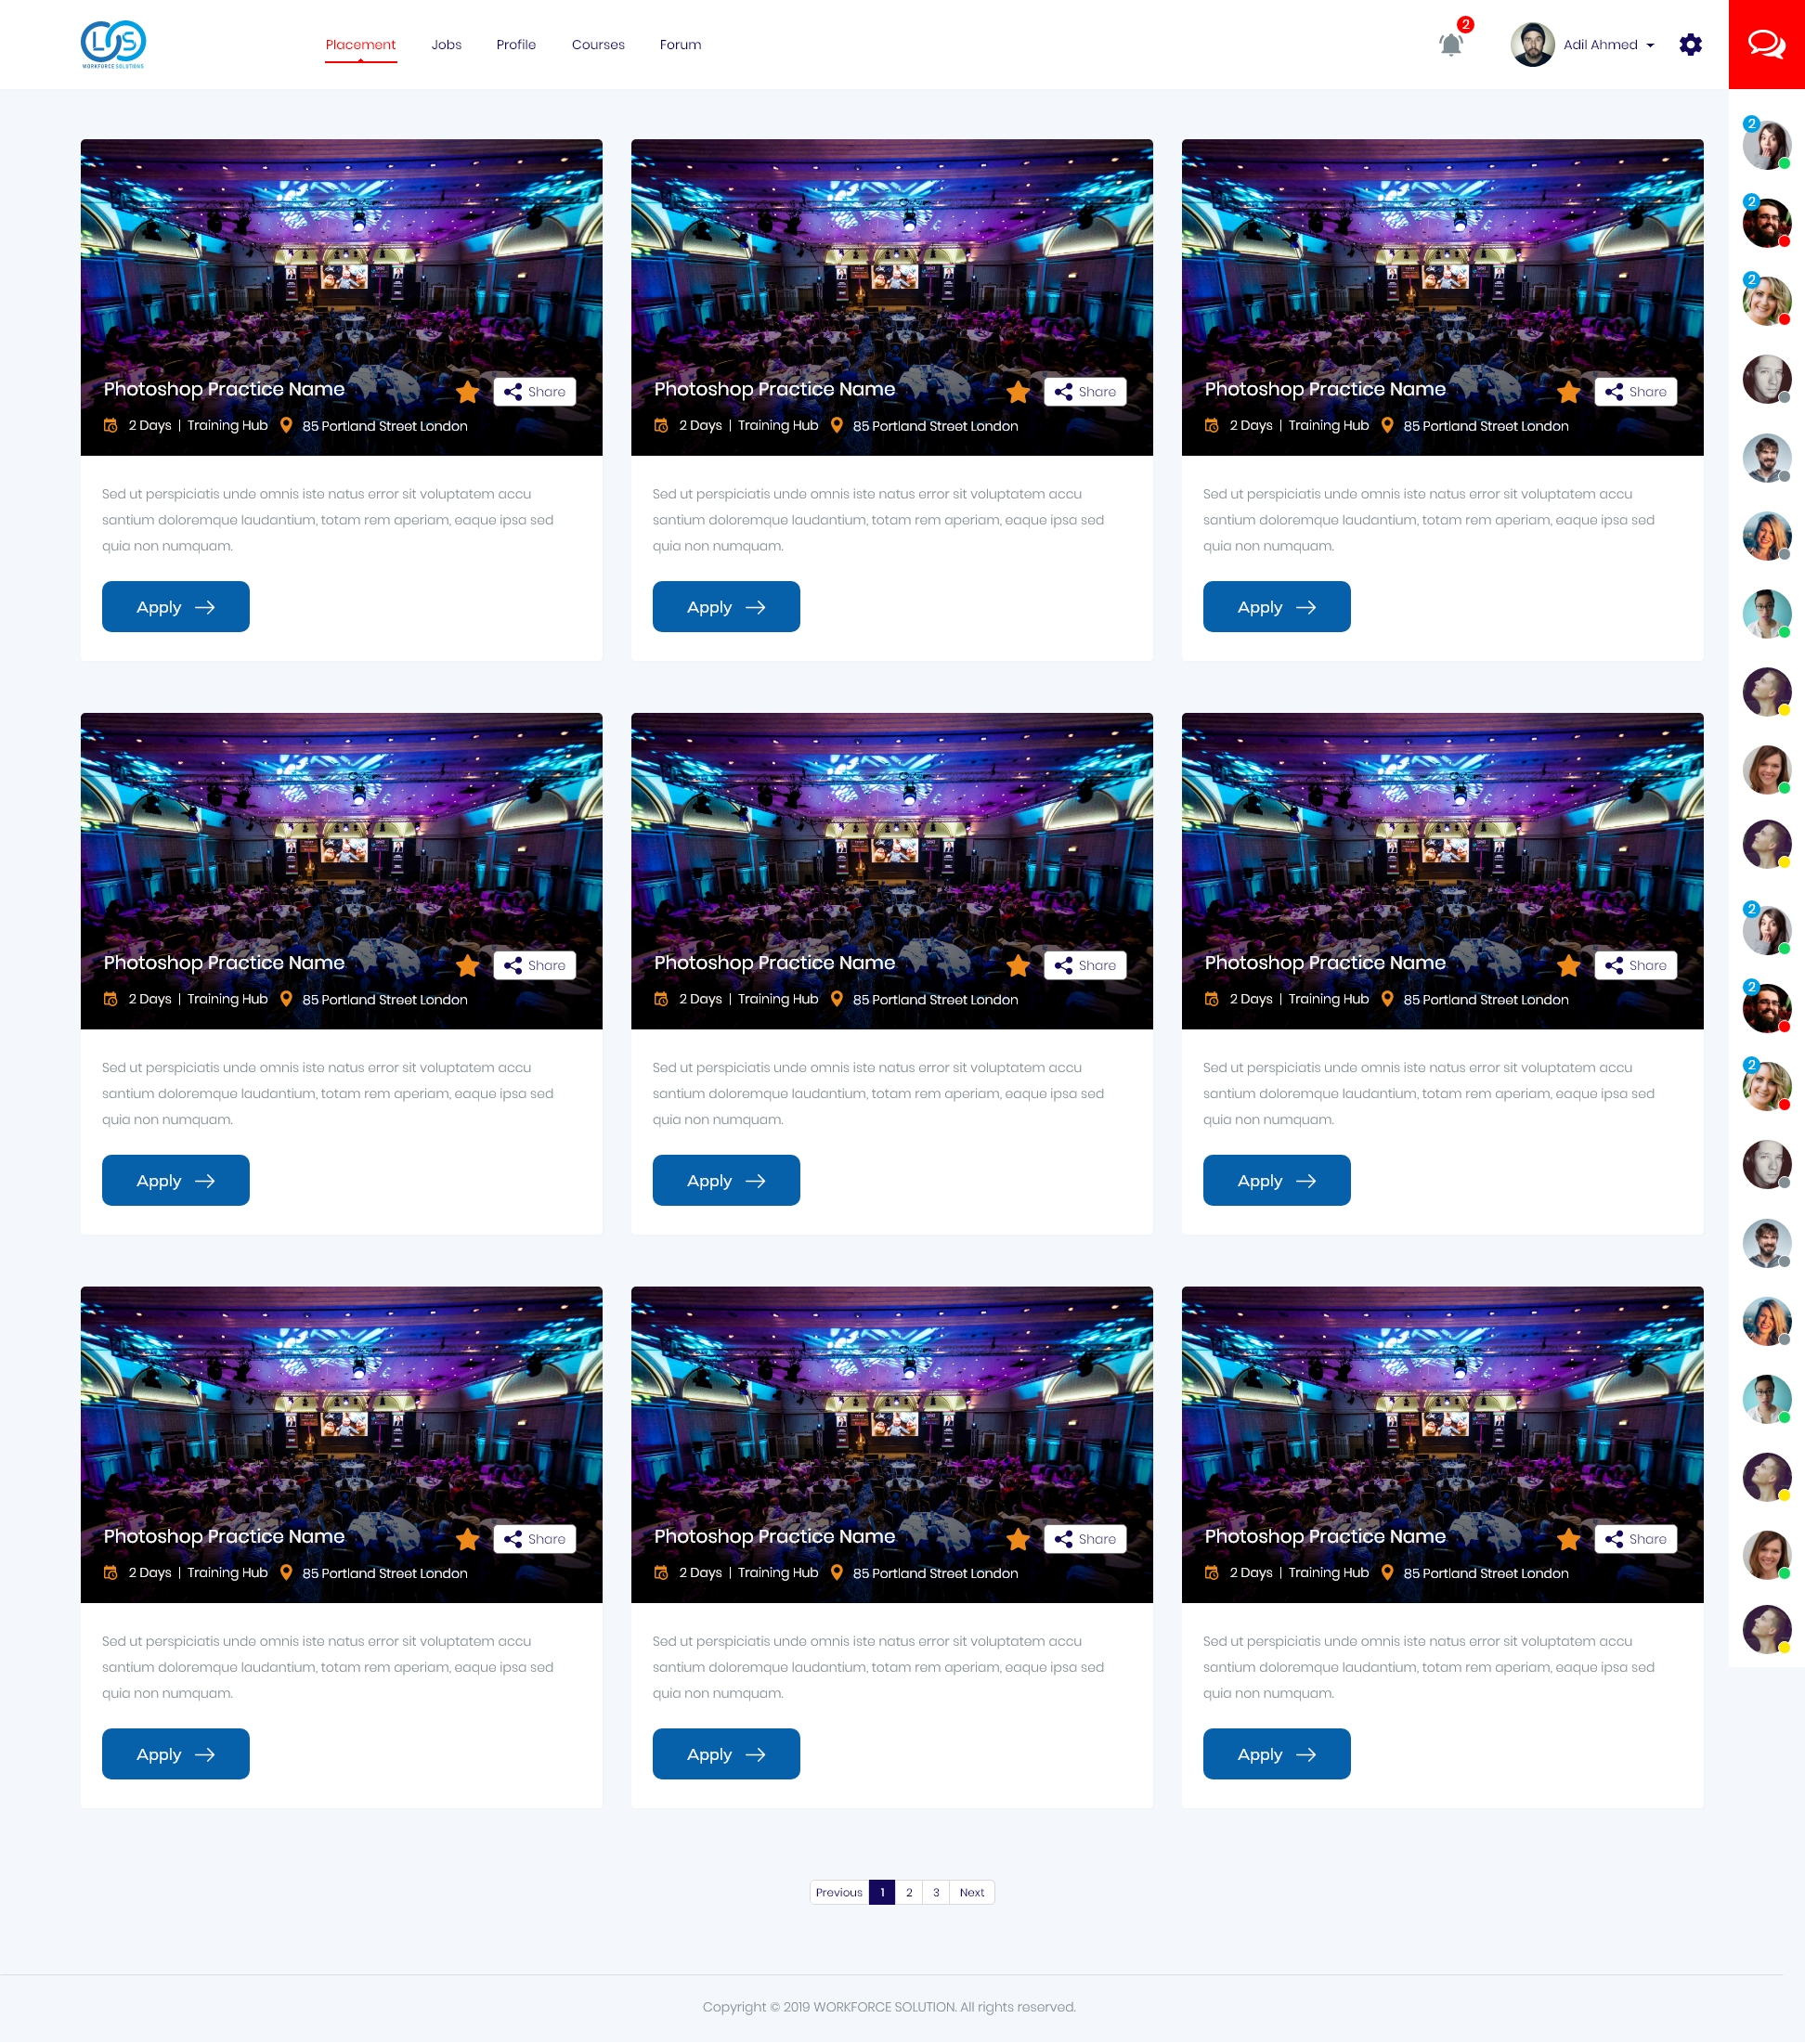 LUS
WORKFORCE SOLUTIONS
Placement
Jobs
Profile
Courses
Forum
2
Adil Ahmed
2
2
2
Photoshop Practice Name
Share
2 Days | Training Hub
85 Portland Street London
Sed ut perspiciatis unde omnis iste natus error sit voluptatem accu
santium doloremque laudantium, totam rem aperiam, eaque ipsa sed
quia non numquam.
Apply
Photoshop Practice Name
Share
2 Days | Training Hub
85 Portland Street London
Sed ut perspiciatis unde omnis iste natus error sit voluptatem accu
santium doloremque laudantium, totam rem aperiam, eaque ipsa sed
quia non numquam.
Apply
Photoshop Practice Name
Share
2 Days | Training Hub
85 Portland Street London
Sed ut perspiciatis unde omnis iste natus error sit voluptatem accu
santium doloremque laudantium, totam rem aperiam, eaque ipsa sed
quia non numquam.
Apply
Photoshop Practice Name
Share
2 Days | Training Hub
85 Portland Street London
Sed ut perspiciatis unde omnis iste natus error sit voluptatem accu
santium doloremque laudantium, totam rem aperiam, eaque ipsa sed
quia non numquam.
Apply
Photoshop Practice Name
Share
2 Days | Training Hub
85 Portland Street London
Sed ut perspiciatis unde omnis iste natus error sit voluptatem accu
santium doloremque laudantium, totam rem aperiam, eaque ipsa sed
quia non numquam.
Apply
Photoshop Practice Name
Share
2 Days | Training Hub
85 Portland Street London
Sed ut perspiciatis unde omnis iste natus error sit voluptatem accu
santium doloremque laudantium, totam rem aperiam, eaque ipsa sed
quia non numquam.
Apply
2
2
2
Photoshop Practice Name
Share
2 Days | Training Hub
85 Portland Street London
Sed ut perspiciatis unde omnis iste natus error sit voluptatem accu
santium doloremque laudantium, totam rem aperiam, eaque ipsa sed
quia non numquam.
Apply
Photoshop Practice Name
Share
2 Days | Training Hub
85 Portland Street London
Sed ut perspiciatis unde omnis iste natus error sit voluptatem accu
santium doloremque laudantium, totam rem aperiam, eaque ipsa sed
quia non numquam.
Apply
Photoshop Practice Name
Share
2 Days | Training Hub
85 Portland Street London
Sed ut perspiciatis unde omnis iste natus error sit voluptatem accu
santium doloremque laudantium, totam rem aperiam, eaque ipsa sed
quia non numquam.
Apply
Previous 1 2 3 Next
Copyright © 2019 WORKFORCE SOLUTION. All rights reserved.